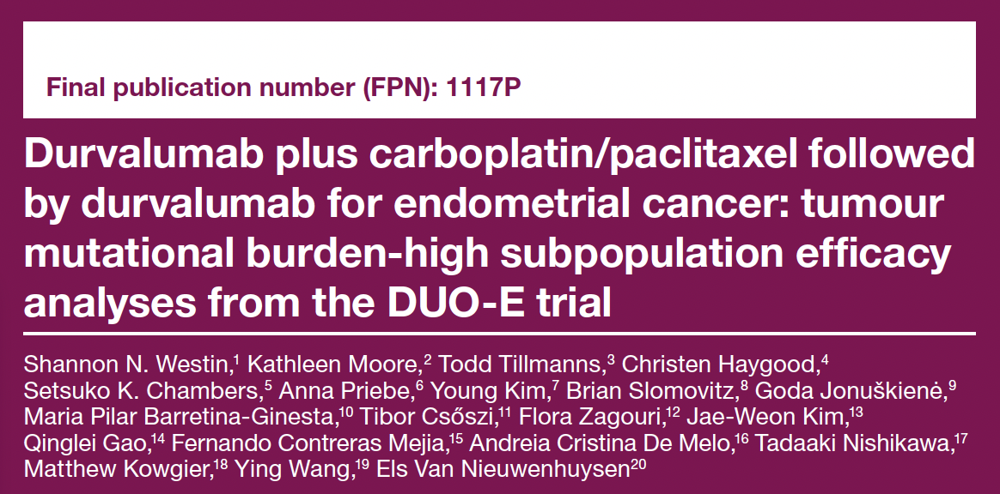 Final publication number (FPN): 1117P
Durvalumab plus carboplatin/paclitaxel followed
by durvalumab for endometrial cancer: tumour
mutational burden-high subpopulation efficacy
analyses from the DUO-E trial
Shannon N. Westin,¹ Kathleen Moore,² Todd Tillmanns,³ Christen Haygood,⁴
Setsuko K. Chambers,⁵ Anna Priebe,⁶ Young Kim,⁷ Brian Slomovitz,⁸ Goda Jonuškienė,⁹
Maria Pilar Barretina-Ginesta,¹⁰ Tibor Csőszi,¹¹ Flora Zagouri,¹² Jae-Weon Kim,¹³
Qinglei Gao,¹⁴ Fernando Contreras Mejia,¹⁵ Andreia Cristina De Melo,¹⁶ Tadaaki Nishikawa,¹⁷
Matthew Kowgier,¹⁸ Ying Wang,¹⁹ Els Van Nieuwenhuysen²⁰